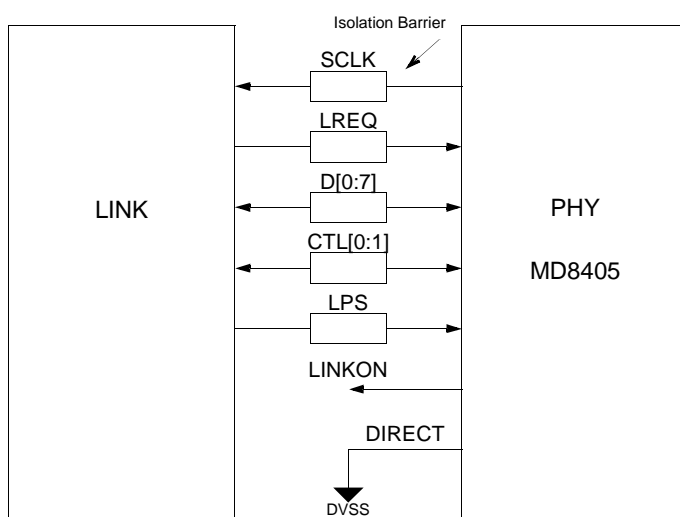 Isolation Barrier
SCLK
LREQ
D[0:7]
LINK
PHY
CTL[0:1]
MD8405
LPS
LINKON
DIRECT
DVSS